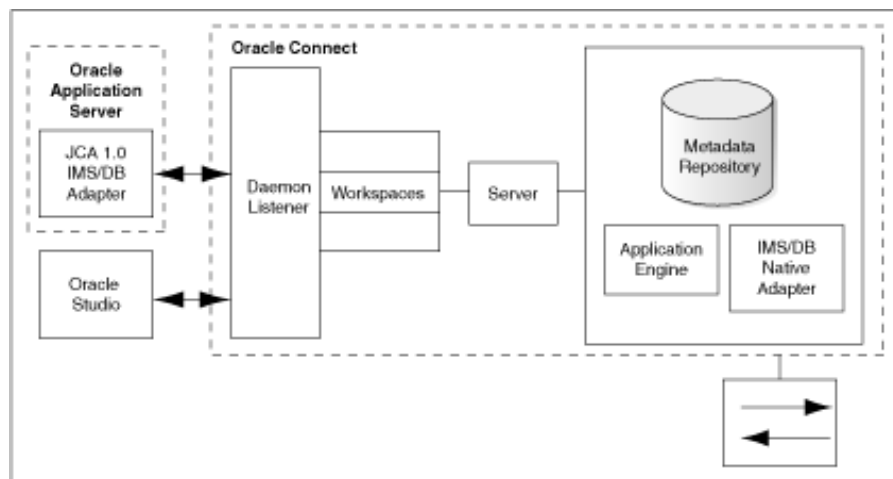 Oracle Connect
Oracle
Application
Server
JCA 1.0
IMS/DB
Adapter
Oracle
Studio
Daemon
Listener
Workspaces
Server
Metadata
Repository
Application
Engine
IMS/DB
Native
Adapter